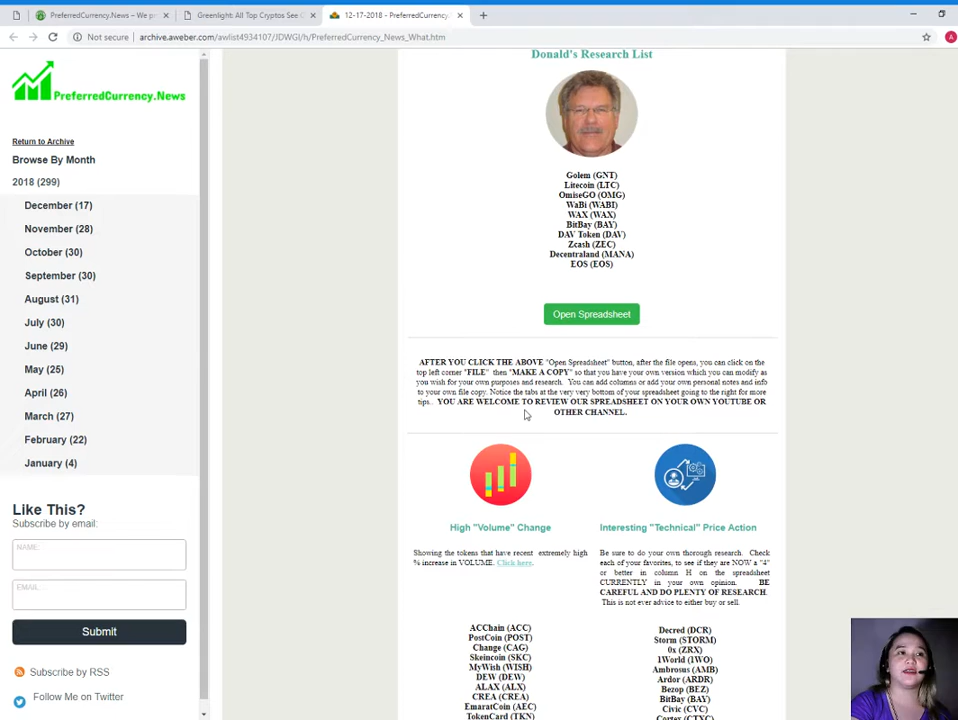 PreferredCurrency.News – We p
Greenlight: All Top Cryptos See G
12-17-2018 - PreferredCurrency.
Not secure | archive.aweber.com/awlist4934107/JDWGI/h/PreferredCurrency_News_What.htm
PreferredCurrency.News
Return to Archive
Browse By Month
2018 (299)
December (17)
November (28)
October (30)
September (30)
August (31)
July (30)
June (29)
May (25)
April (26)
March (27)
February (22)
January (4)
Like This?
Subscribe by email:
NAME:
EMAIL:
Submit
Subscribe by RSS
Follow Me on Twitter
Donald's Research List
Golem (GNT)
Litecoin (LTC)
OmiseGO (OMG)
WaBi (WABI)
WAX (WAX)
BitBay (BAY)
DAV Token (DAV)
Zcash (ZEC)
Decentraland (MANA)
EOS (EOS)
Open Spreadsheet
AFTER YOU CLICK THE ABOVE "Open Spreadsheet" button, after the file opens, you can click on the
top left corner "FILE" then "MAKE A COPY" so that you have your own version which you can modify as
you wish for your own purposes and research. You can add columns or add your own personal notes and info
to your own file copy. Notice the tabs at the very very bottom of your spreadsheet going to the right for more
tips.. YOU ARE WELCOME TO REVIEW OUR SPREADSHEET ON YOUR OWN YOUTUBE OR
OTHER CHANNEL.
High "Volume" Change
Showing the tokens that have recent extremely high
% increase in VOLUME. Click here.
ACChain (ACC)
PostCoin (POST)
Change (CAG)
Skeincoin (SKC)
MyWish (WISH)
DEW (DEW)
ALAX (ALX)
CREA (CREA)
EmaratCoin (AEC)
TokenCard (TKN)
Interesting "Technical" Price Action
Be sure to do your own thorough research. Check
each of your favorites, to see if they are NOW a "4"
or better in column H on the spreadsheet
CURRENTLY in your own opinion. BE
CAREFUL AND DO PLENTY OF RESEARCH.
This is not ever advice to either buy or sell.
Decred (DCR)
Storm (STORM)
0x (ZRX)
1World (1WO)
Ambrosus (AMB)
Ardor (ARDR)
Bezop (BEZ)
BitBay (BAY)
Civic (CVC)
Cortex (CTXC)